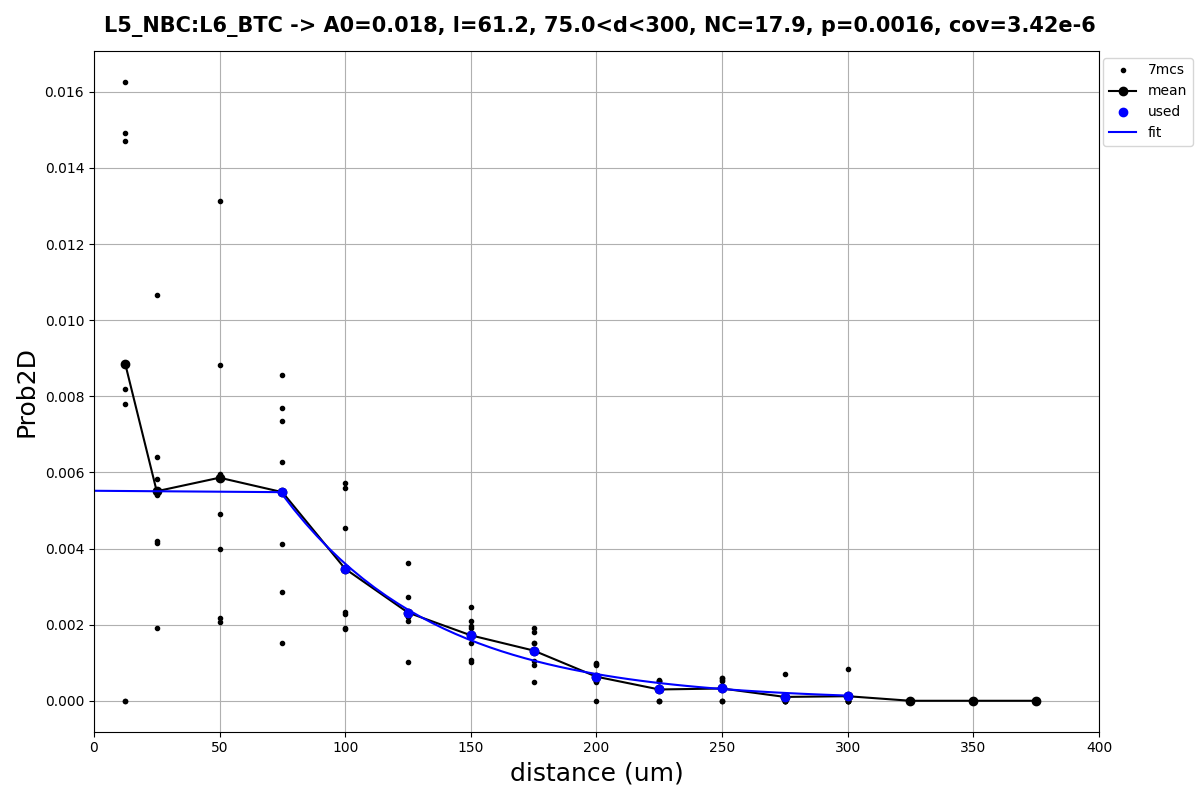 L5_NBC:L6_BTC -> A0=0.018, l=61.2, 75.0<d<300, NC=17.9, p=0.0016, cov=3.42e-6
7mcs
mean
used
fit
0.016
0.014
0.012
0.010
0.008
0.006
0.004
0.002
0.000
Prob2D
0 50 100 150 200 250 300 350 400
distance (um)